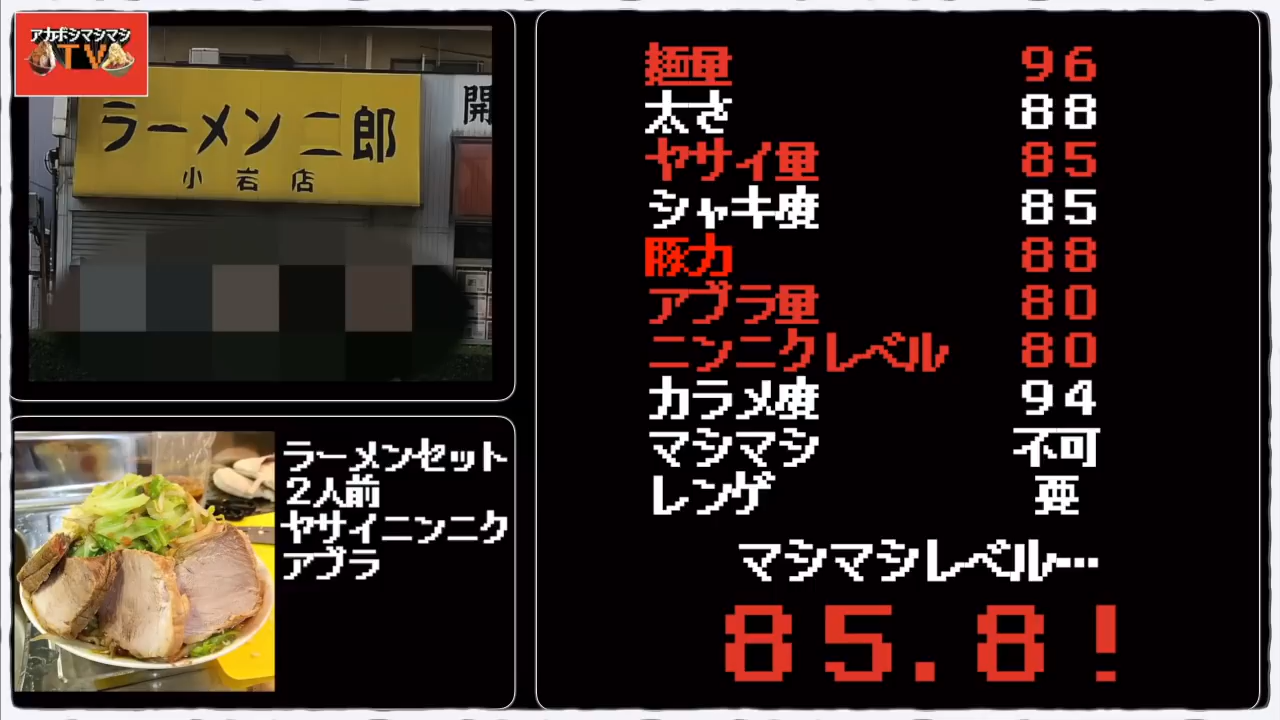 アカボシマシマシ
TV
ラーメン二郎
小岩店
開
ラーメンセット
2人前
ヤサイニンニク
アブラ
麺量 96
太さ 88
ヤサイ量 85
シャキ度 85
豚力 88
アブラ量 80
ニンニクレベル 80
カラメ度 94
マシマシ 不可
レンゲ 亜
マシマシレベル…
85.8!